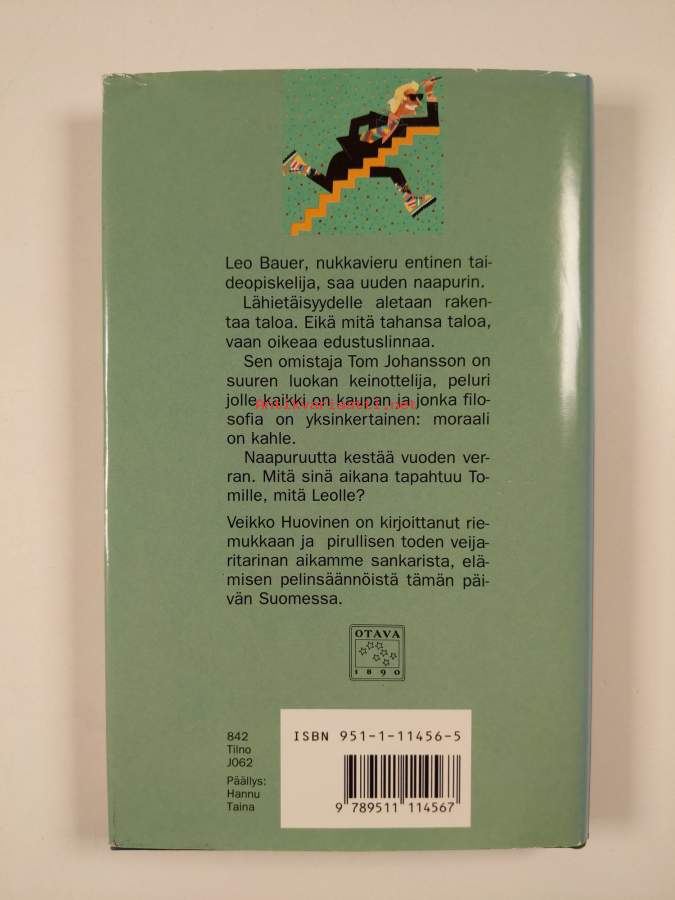 Leo Bauer, nukkavieru entinen tai-
deopiskelija, saa uuden naapurin.
Lähietäisyydelle aletaan raken-
taa taloa. Eikä mitä tahansa taloa,
vaan oikeaa edustuslinnaa.
Sen omistaja Tom Johansson on
suuren luokan keinottelija, peluri
jolle kaikki on kaupan ja jonka filo-
Antikvariaatti.net
sofia on yksinkertainen: moraali
on kahle.
Naapuruutta kestää vuoden ver-
ran. Mitä sinä aikana tapahtuu To-
mille, mitä Leolle?
Veikko Huovinen on kirjoittanut rie-
mukkaan ja pirullisen toden veija-
ritarinan aikamme sankarista, elä-
misen pelinsäännöistä tämän päi-
vän Suomessa.
OTAVA
1890
842
Tilno
J062
Päällys:
Hannu
Taina
ISBN 951-1-11456-5
9 789511 114567